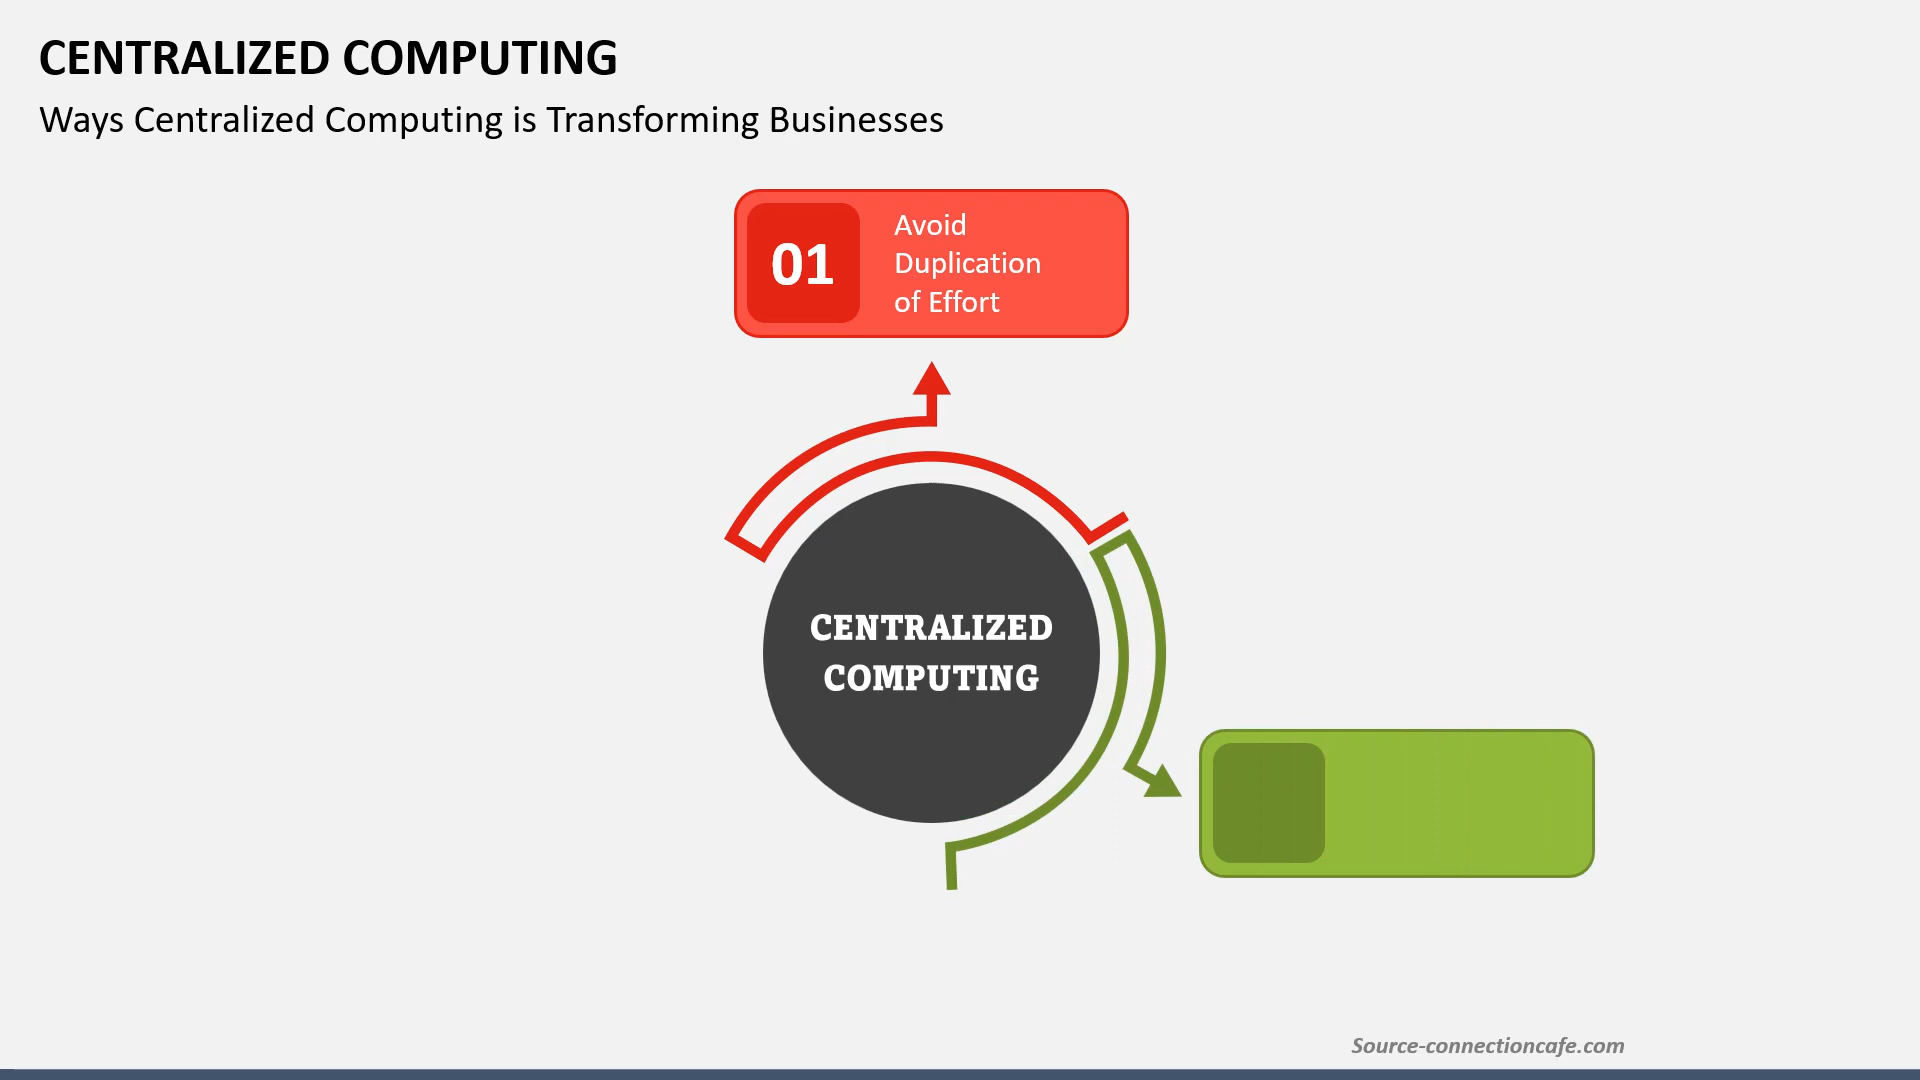 CENTRALIZED COMPUTING
Ways Centralized Computing is Transforming Businesses
01
Avoid
Duplication
of Effort
CENTRALIZED
COMPUTING
Source-connectioncafe.com